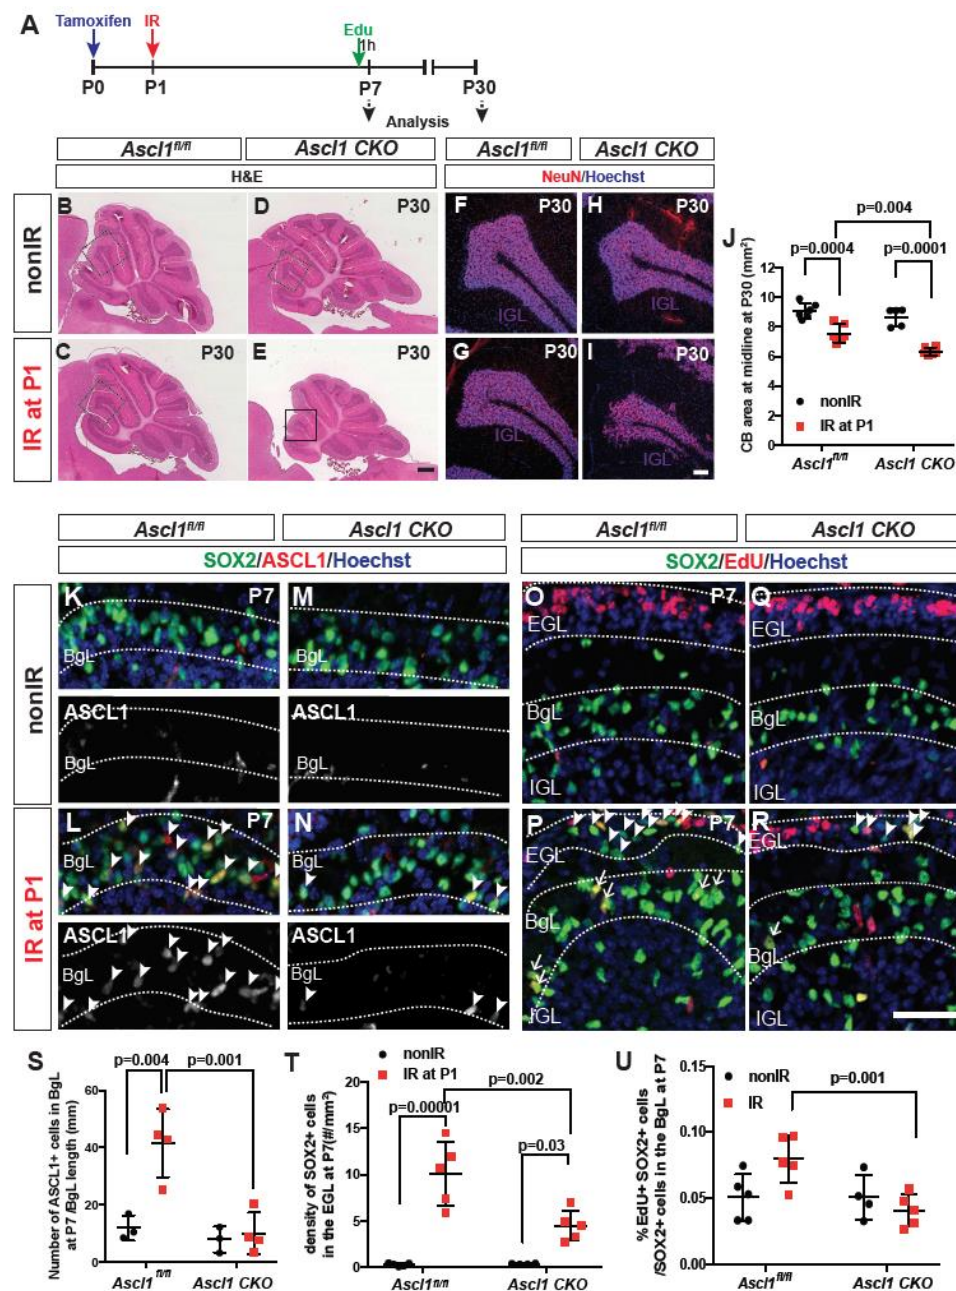 A
Tamoxifen
IR
Edu
1h
P0
P1
P7
P30
Analysis
Ascl1fl/fl
Ascl1 CKO
Ascl1fl/fl
Ascl1 CKO
H&E
NeuN/Hoechst
nonIR
B
D
P30
F
P30
H
P30
IGL
IR at P1
C
P30
E
P30
G
P30
I
P30
IGL
IGL
J
CB area at midline at P30 (mm²)
p=0.004
p=0.0004
p=0.0001
12
10
8
6
4
2
0
nonIR
IR at P1
Ascl1fl/fl
Ascl1 CKO
Ascl1fl/fl
Ascl1 CKO
Ascl1fl/fl
Ascl1 CKO
SOX2/ASCL1/Hoechst
SOX2/EdU/Hoechst
nonIR
K
P7
M
O
P7
Q
BgL
EGL
EGL
ASCL1
ASCL1
BgL
BgL
BgL
BgL
IGL
IGL
IR at P1
L
P7
N
P
P7
R
BgL
BgL
EGL
EGL
ASCL1
ASCL1
BgL
BgL
BgL
BgL
IGL
IGL
S
Number of ASCL1+ cells in BgL
at P7 /BgL length (mm)
p=0.004
p=0.001
60
40
20
0
Ascl1fl/fl
Ascl1 CKO
T
nonIR
IR at P1
density of SOX2+ cells
in the EGL at P7(#/mm²)
p=0.002
p=0.00001
p=0.03
20
15
10
5
0
Ascl1fl/fl
Ascl1 CKO
U
nonIR
IR
%EdU+ SOX2+ cells
/SOX2+ cells in the BgL at P7
p=0.001
0.15
0.10
0.05
0.00
Ascl1fl/fl
Ascl1 CKO